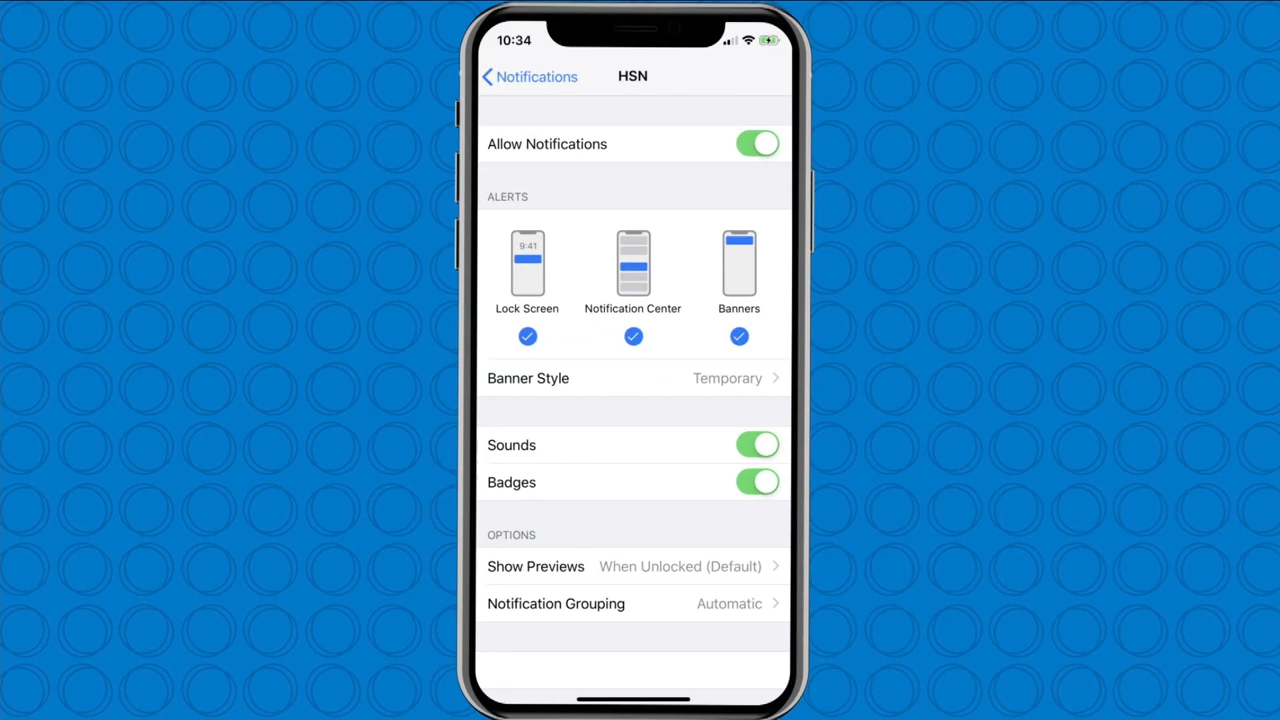 10:34
Notifications
HSN
Allow Notifications
ALERTS
9:41
Lock Screen
Notification Center
Banners
Banner Style Temporary
Sounds
Badges
OPTIONS
Show Previews When Unlocked (Default)
Notification Grouping Automatic